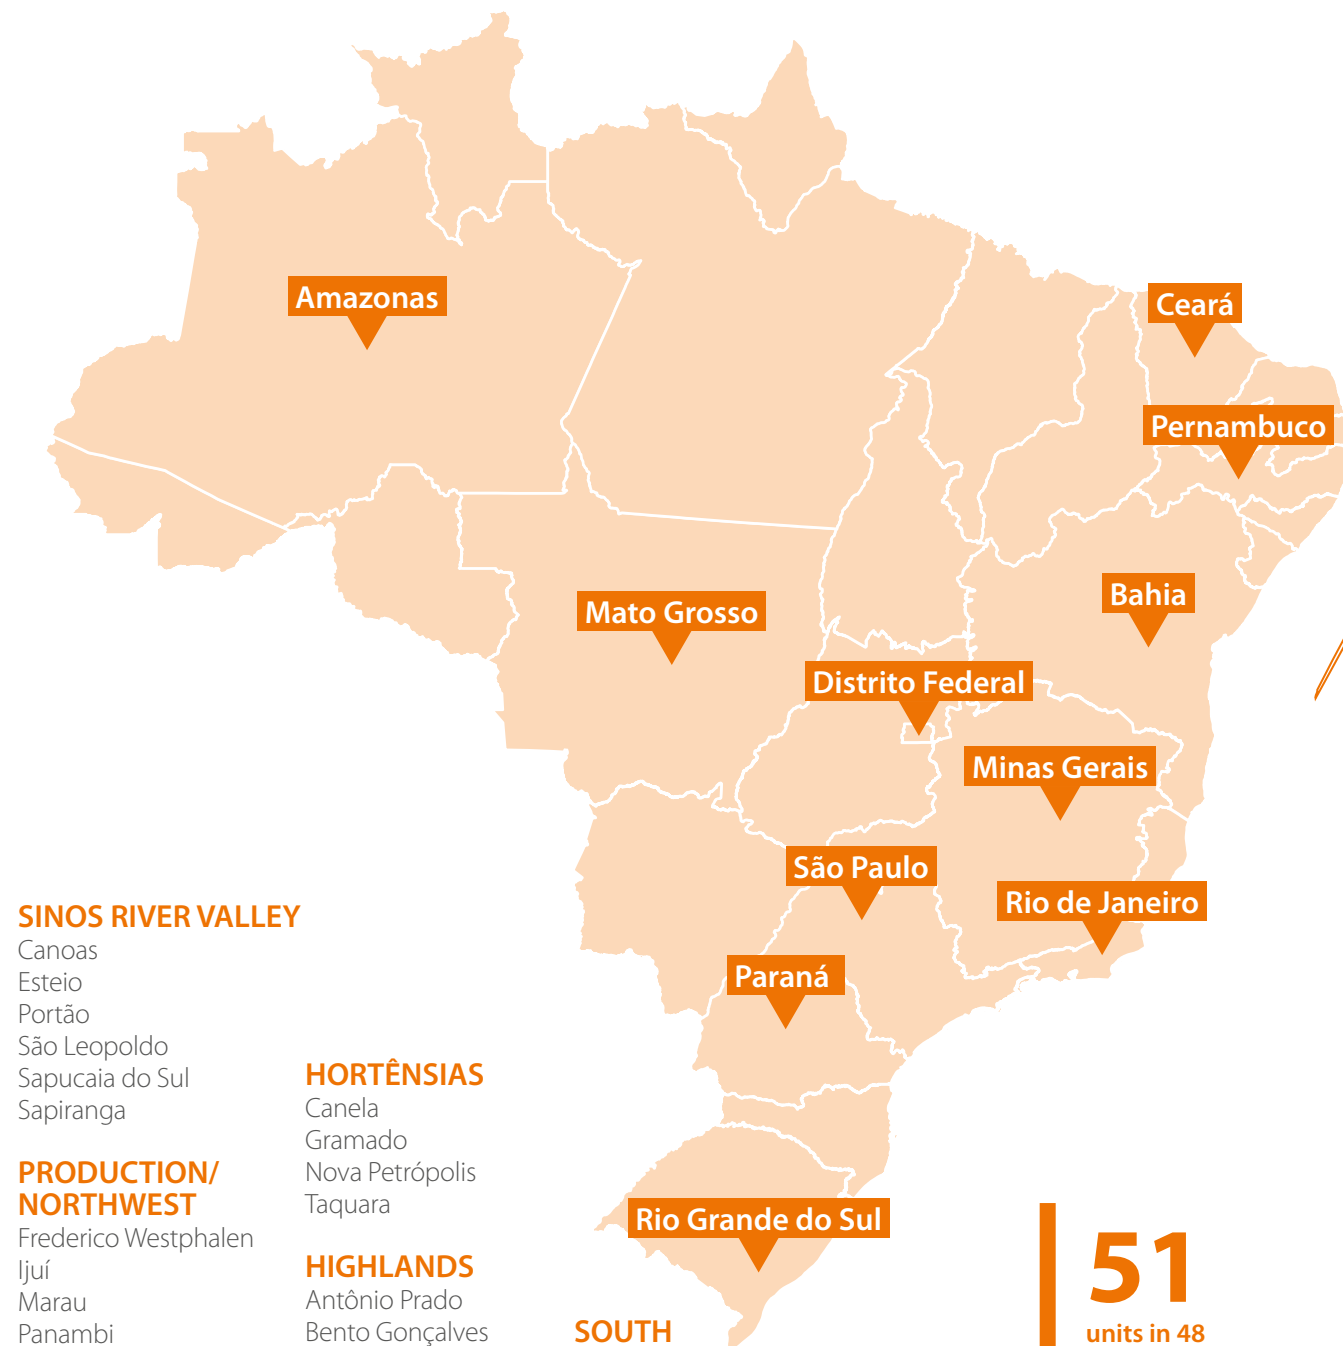 Amazonas
Ceará
Pernambuco
Bahia
Mato Grosso
Distrito Federal
Minas Gerais
São Paulo
Rio de Janeiro
Paraná
Rio Grande do Sul
SINOS RIVER VALLEY
Canoas
Esteio
Portão
São Leopoldo
Sapucaia do Sul
Sapiranga
PRODUCTION/
NORTHWEST
Frederico Westphalen
Ijuí
Marau
Panambi
HORTÊNSIAS
Canela
Gramado
Nova Petrópolis
Taquara
HIGHLANDS
Antônio Prado
Bento Gonçalves
SOUTH
51
units in 48